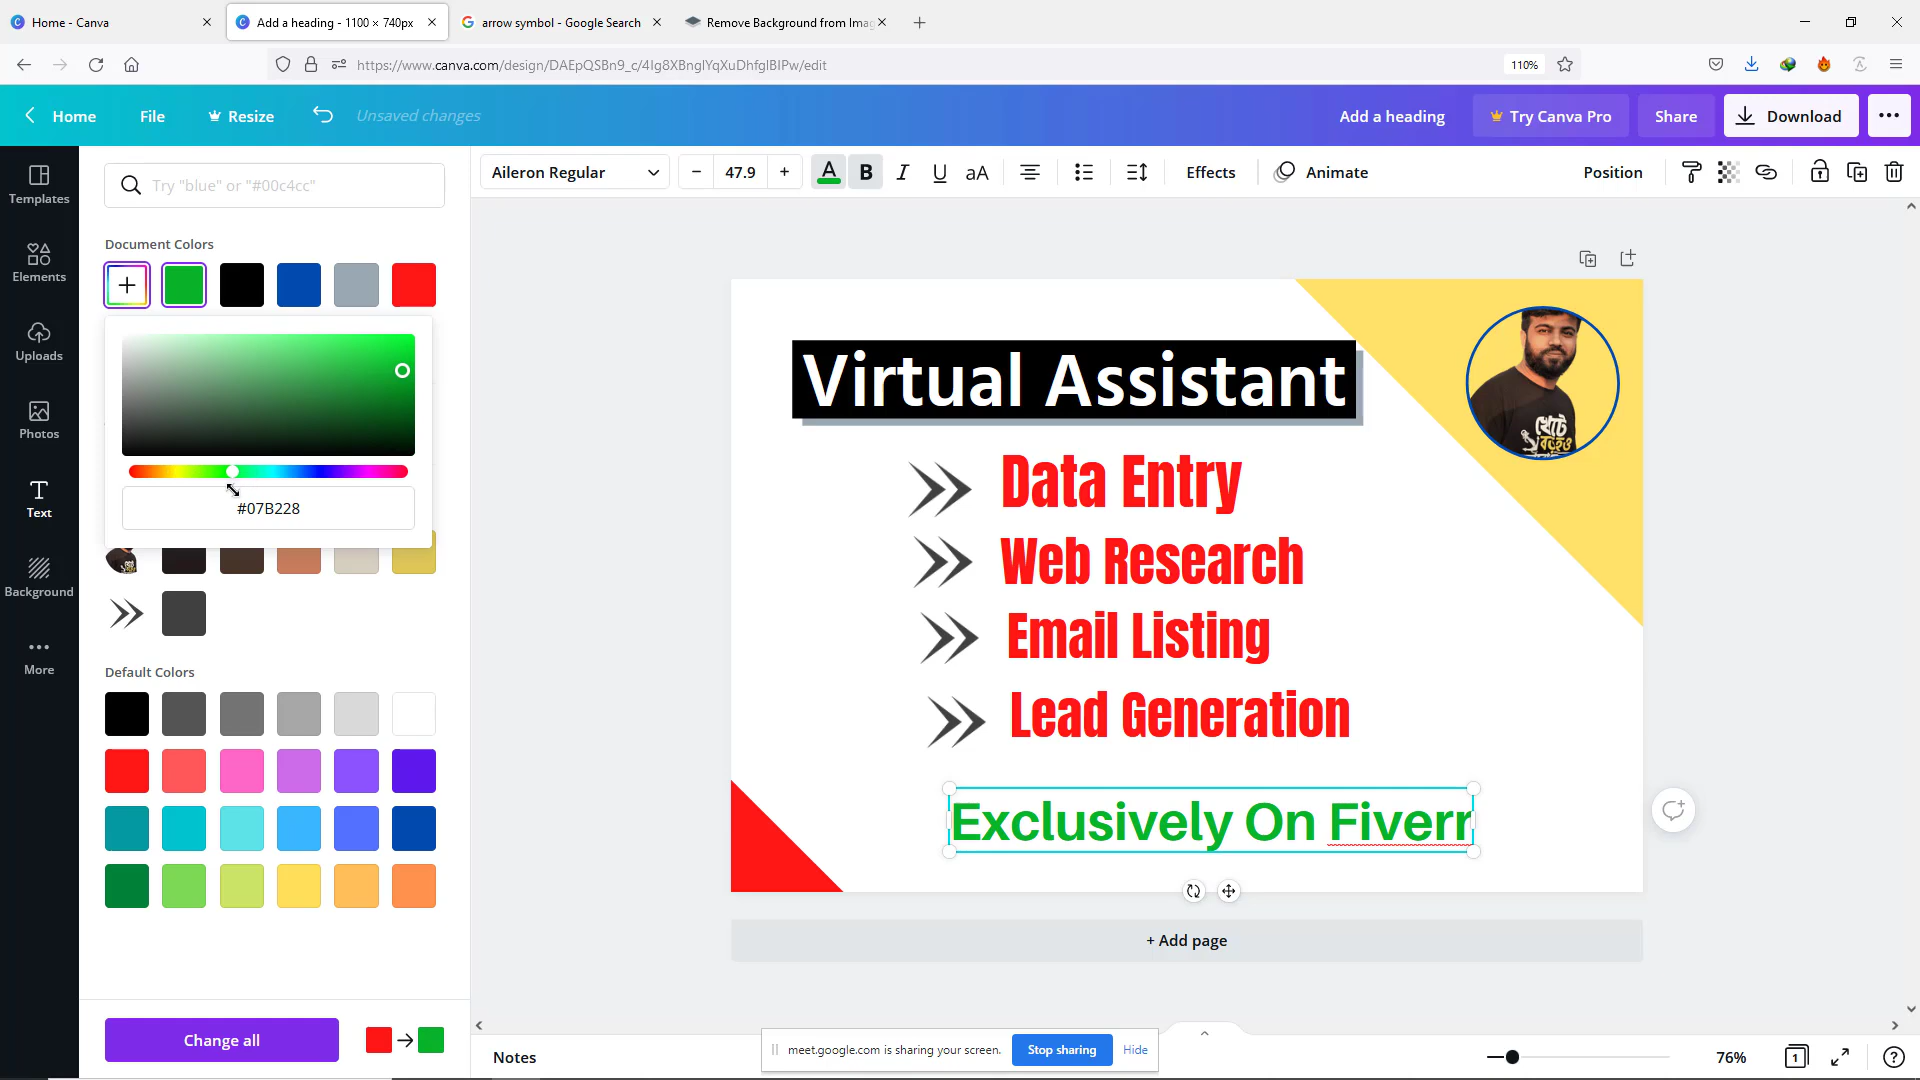 Home - Canva
Add a heading - 1100 × 740px
arrow symbol - Google Search
Remove Background from Imag
https://www.canva.com/design/DAEpQSBn9_c/4Ig8XBnglYqXuDhfglBIPw/edit
110%
Home
File
Resize
Unsaved changes
Add a heading
Try Canva Pro
Share
Download
Templates
Elements
Uploads
Photos
Text
Background
More
Try "blue" or "#00c4cc"
Document Colors
#07B228
Default Colors
Change all
Aileron Regular
47.9
A
B
I
U
aA
Effects
Animate
Position
Virtual Assistant
Data Entry
Web Research
Email Listing
Lead Generation
Exclusively On Fiverr
+ Add page
Notes
meet.google.com is sharing your screen.
Stop sharing
Hide
76%
1